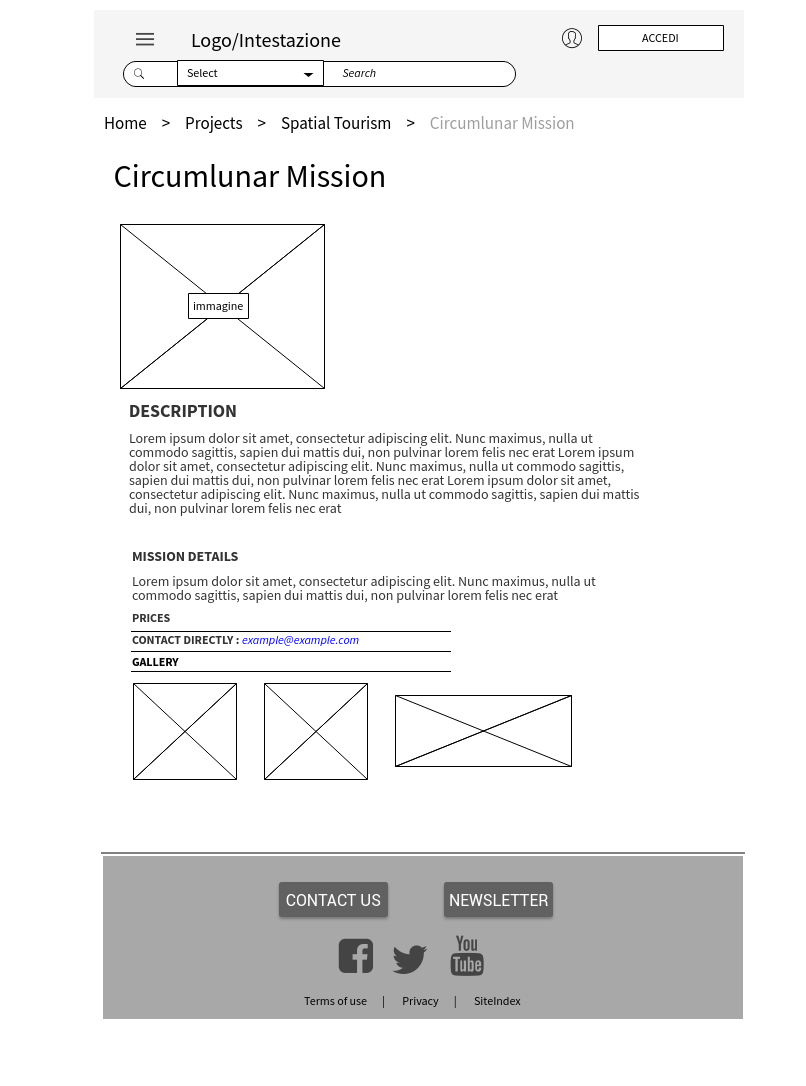 Logo/Intestazione
ACCEDI
Select
Search
Home > Projects > Spatial Tourism > Circumlunar Mission
Circumlunar Mission
immagine
DESCRIPTION
Lorem ipsum dolor sit amet, consectetur adipiscing elit. Nunc maximus, nulla ut
commodo sagittis, sapien dui mattis dui, non pulvinar lorem felis nec erat Lorem ipsum
dolor sit amet, consectetur adipiscing elit. Nunc maximus, nulla ut commodo sagittis,
sapien dui mattis dui, non pulvinar lorem felis nec erat Lorem ipsum dolor sit amet,
consectetur adipiscing elit. Nunc maximus, nulla ut commodo sagittis, sapien dui mattis
dui, non pulvinar lorem felis nec erat
MISSION DETAILS
Lorem ipsum dolor sit amet, consectetur adipiscing elit. Nunc maximus, nulla ut
commodo sagittis, sapien dui mattis dui, non pulvinar lorem felis nec erat
PRICES
CONTACT DIRECTLY : example@example.com
GALLERY
CONTACT US
NEWSLETTER
You
Tube
Terms of use | Privacy | SiteIndex